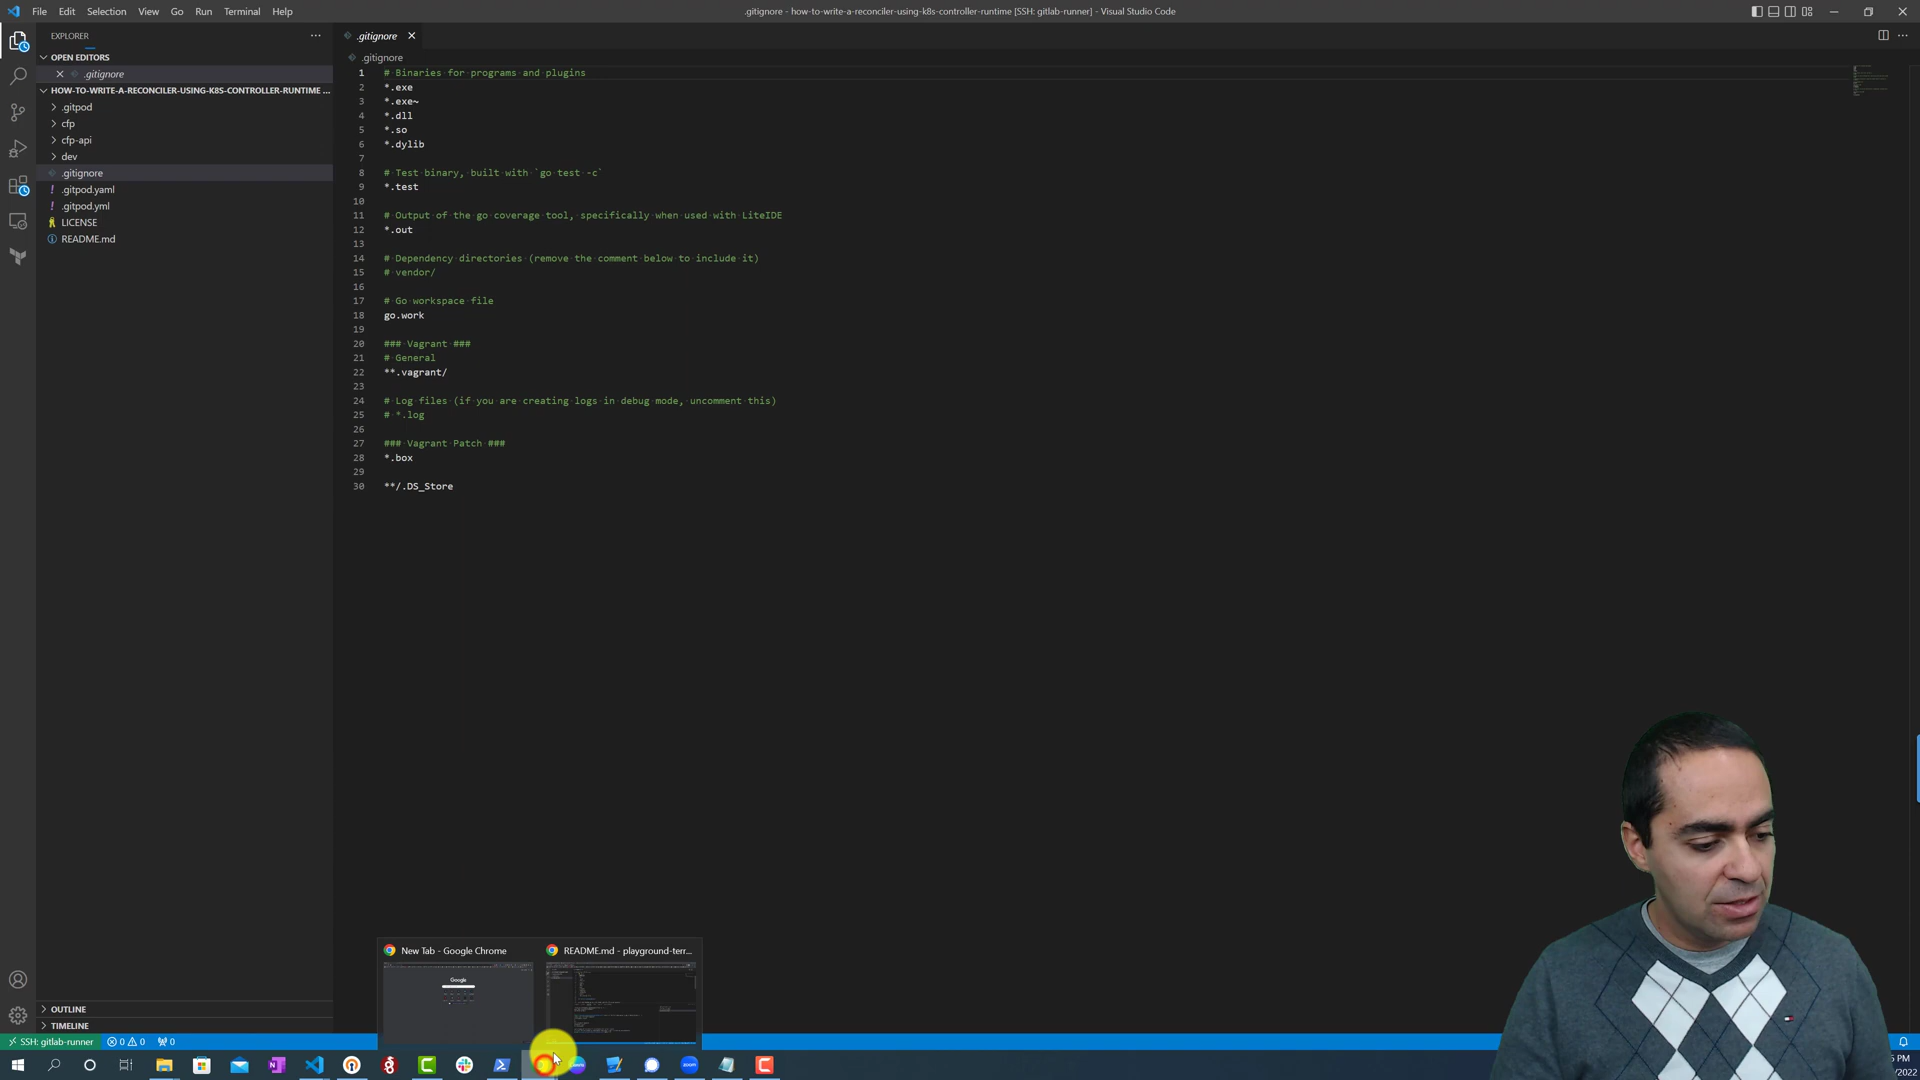 File Edit Selection View Go Run Terminal Help
.gitignore - how-to-write-a-reconciler-using-k8s-controller-runtime [SSH: gitlab-runner] - Visual Studio Code
EXPLORER
OPEN EDITORS
.gitignore
HOW-TO-WRITE-A-RECONCILER-USING-K8S-CONTROLLER-RUNTIME ...
.gitpod
cfp
cfp-api
dev
.gitignore
.gitpod.yaml
.gitpod.yml
LICENSE
README.md
OUTLINE
TIMELINE
.gitignore
.gitignore
1 # Binaries for programs and plugins
2 *.exe
3 *.exe~
4 *.dll
5 *.so
6 *.dylib
7
8 # Test binary, built with `go test -c`
9 *.test
10
11 # Output of the go coverage tool, specifically when used with LiteIDE
12 *.out
13
14 # Dependency directories (remove the comment below to include it)
15 # vendor/
16
17 # Go workspace file
18 go.work
19
20 ### Vagrant ###
21 # General
22 **.vagrant/
23
24 # Log files (if you are creating logs in debug mode, uncomment this)
25 # *.log
26
27 ### Vagrant Patch ###
28 *.box
29
30 **/.DS_Store
New Tab - Google Chrome
README.md - playground-terr...
Google
SSH: gitlab-runner 0 0 0
zoom
PM
/2022